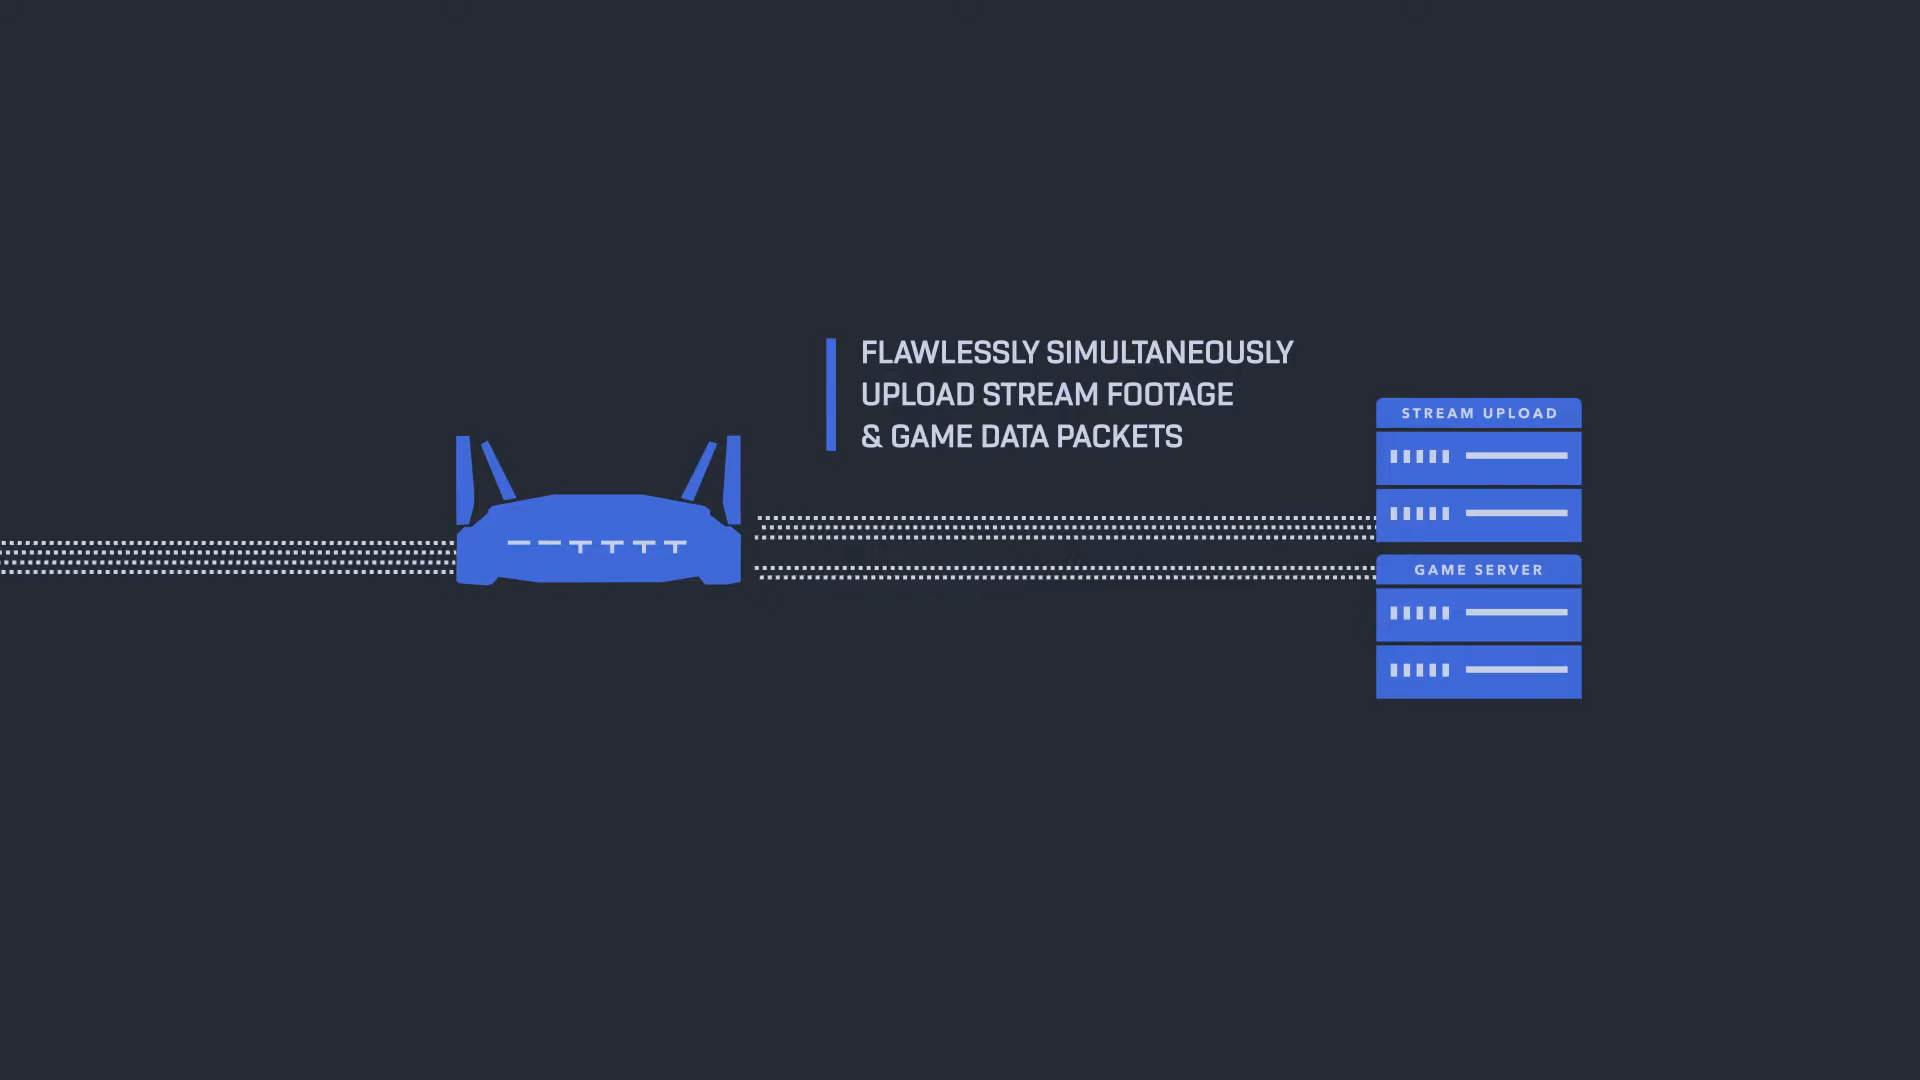 FLAWLESSLY SIMULTANEOUSLY
UPLOAD STREAM FOOTAGE
& GAME DATA PACKETS
STREAM UPLOAD
GAME SERVER